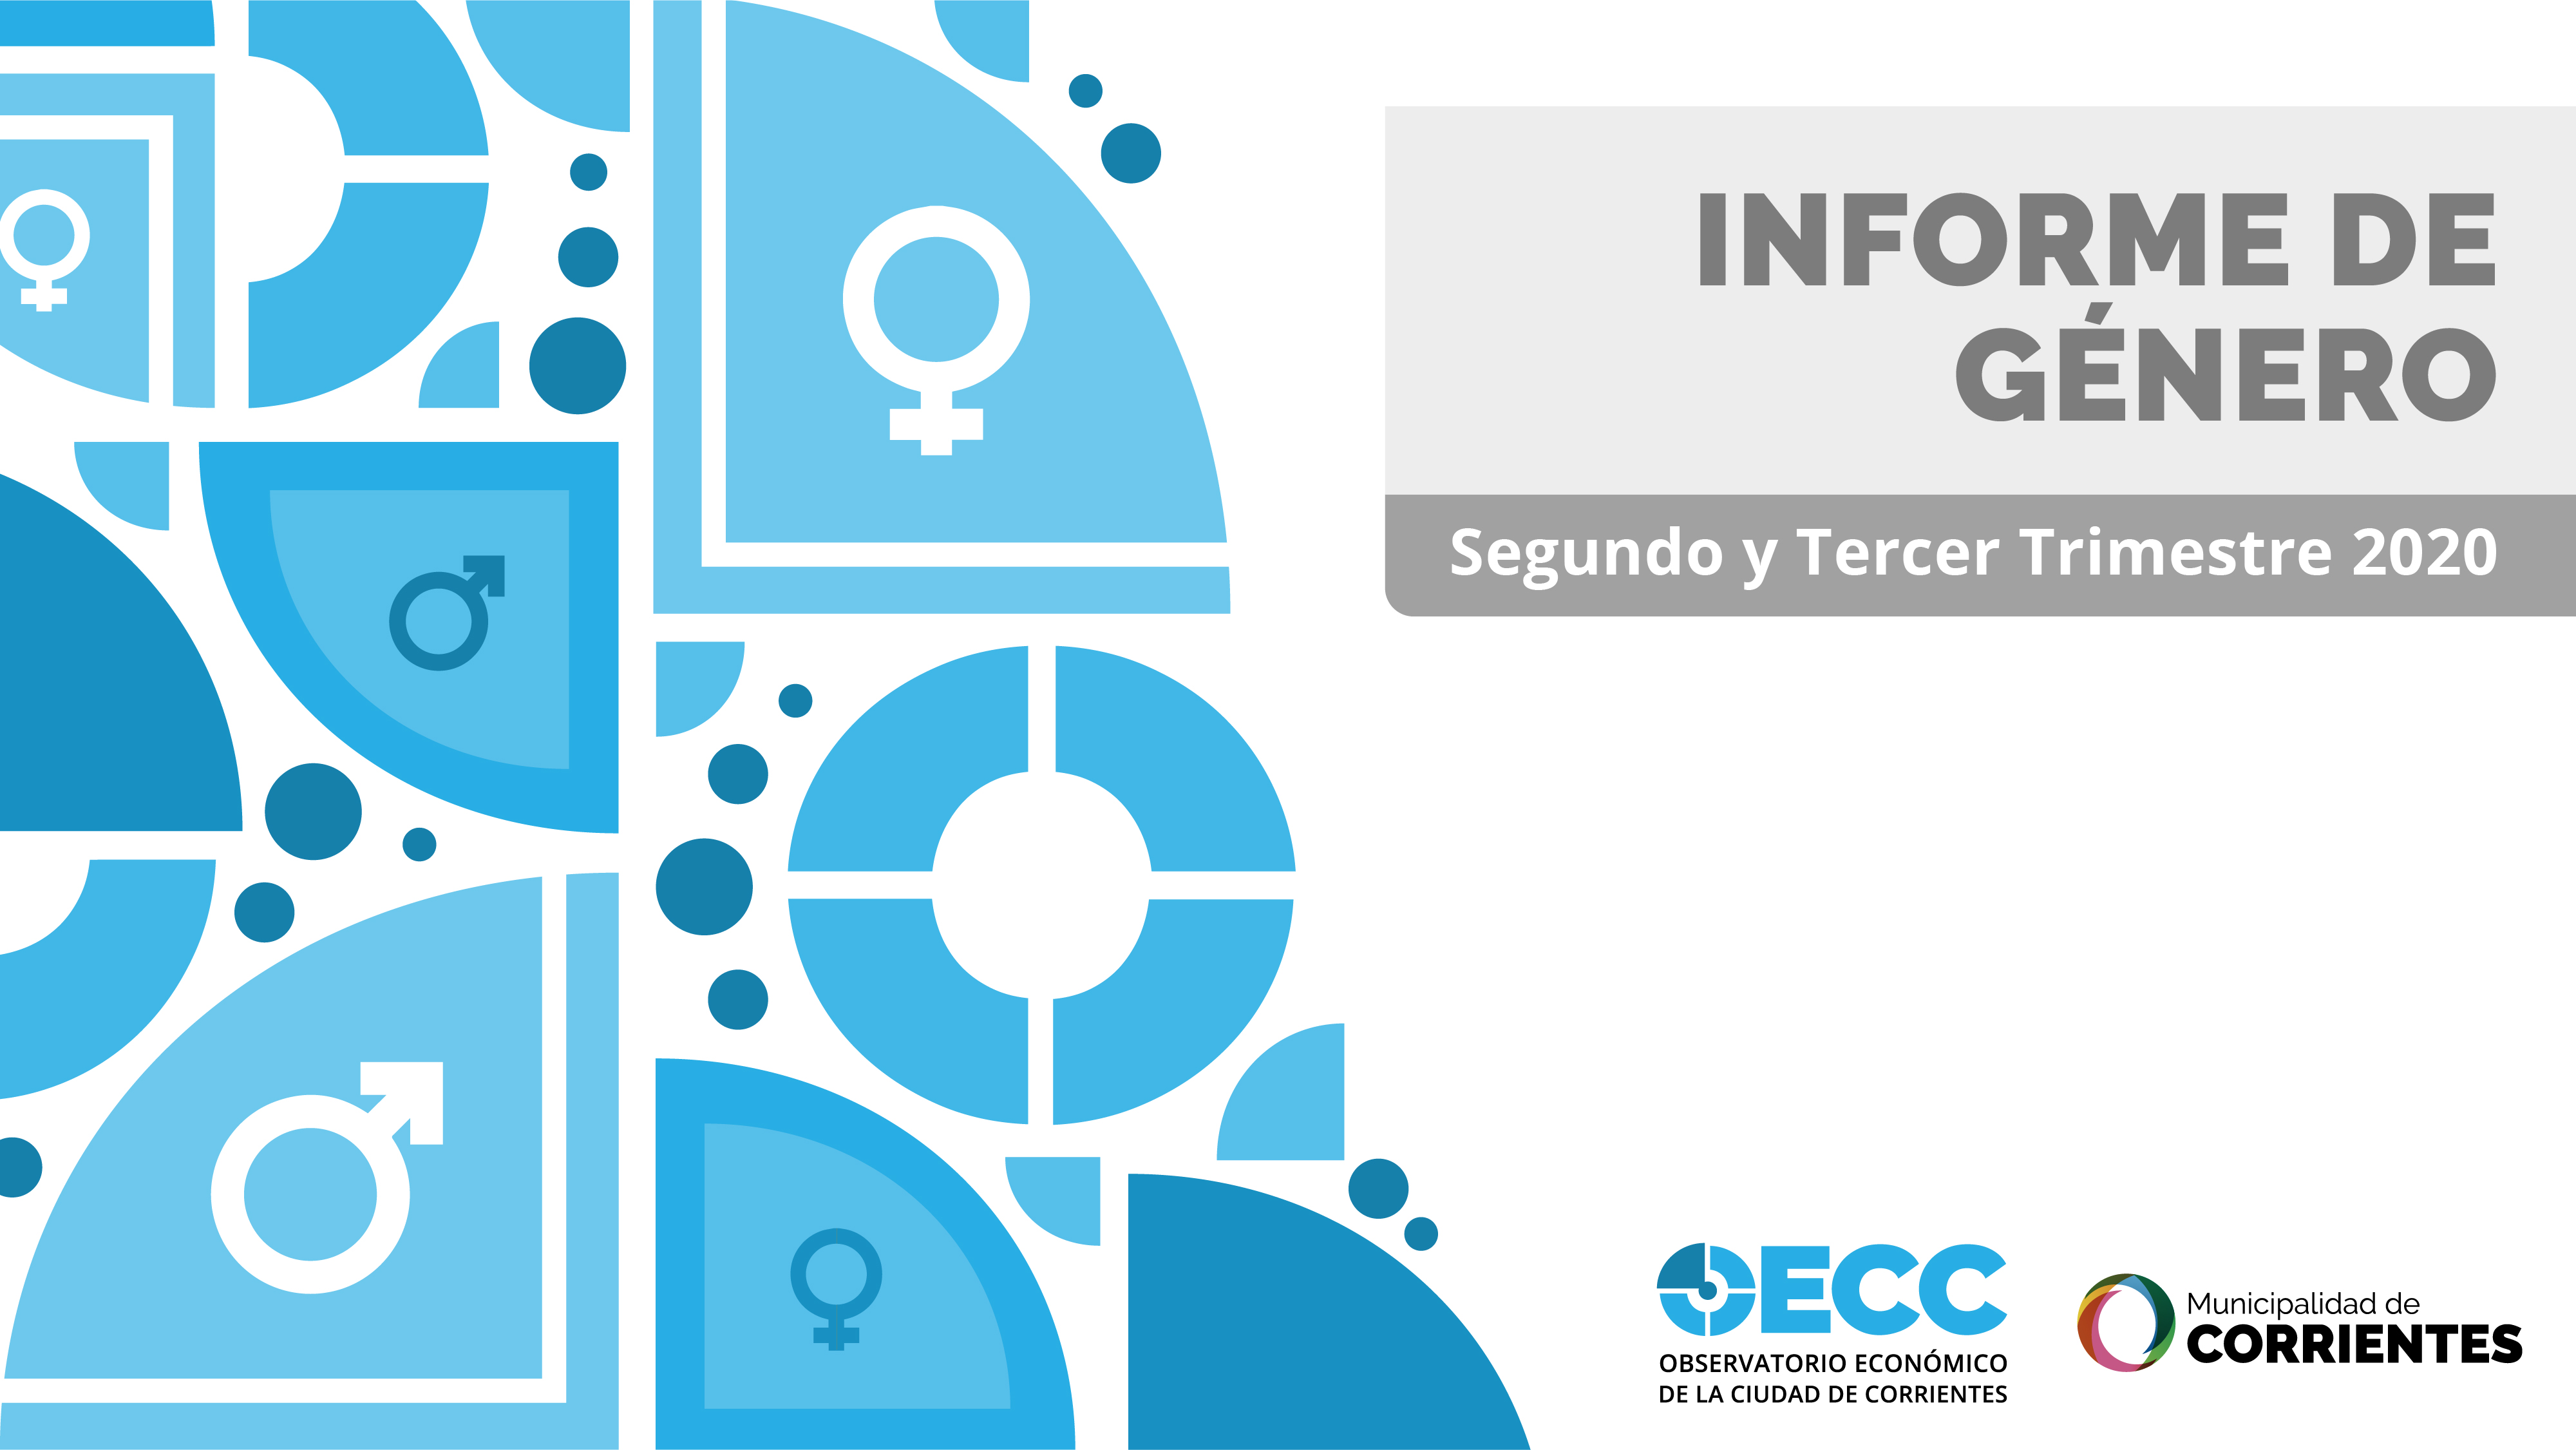 INFORME DE
GÉNERO
Segundo y Tercer Trimestre 2020
OECC
OBSERVATORIO ECONÓMICO
DE LA CIUDAD DE CORRIENTES
Municipalidad de
CORRIENTES